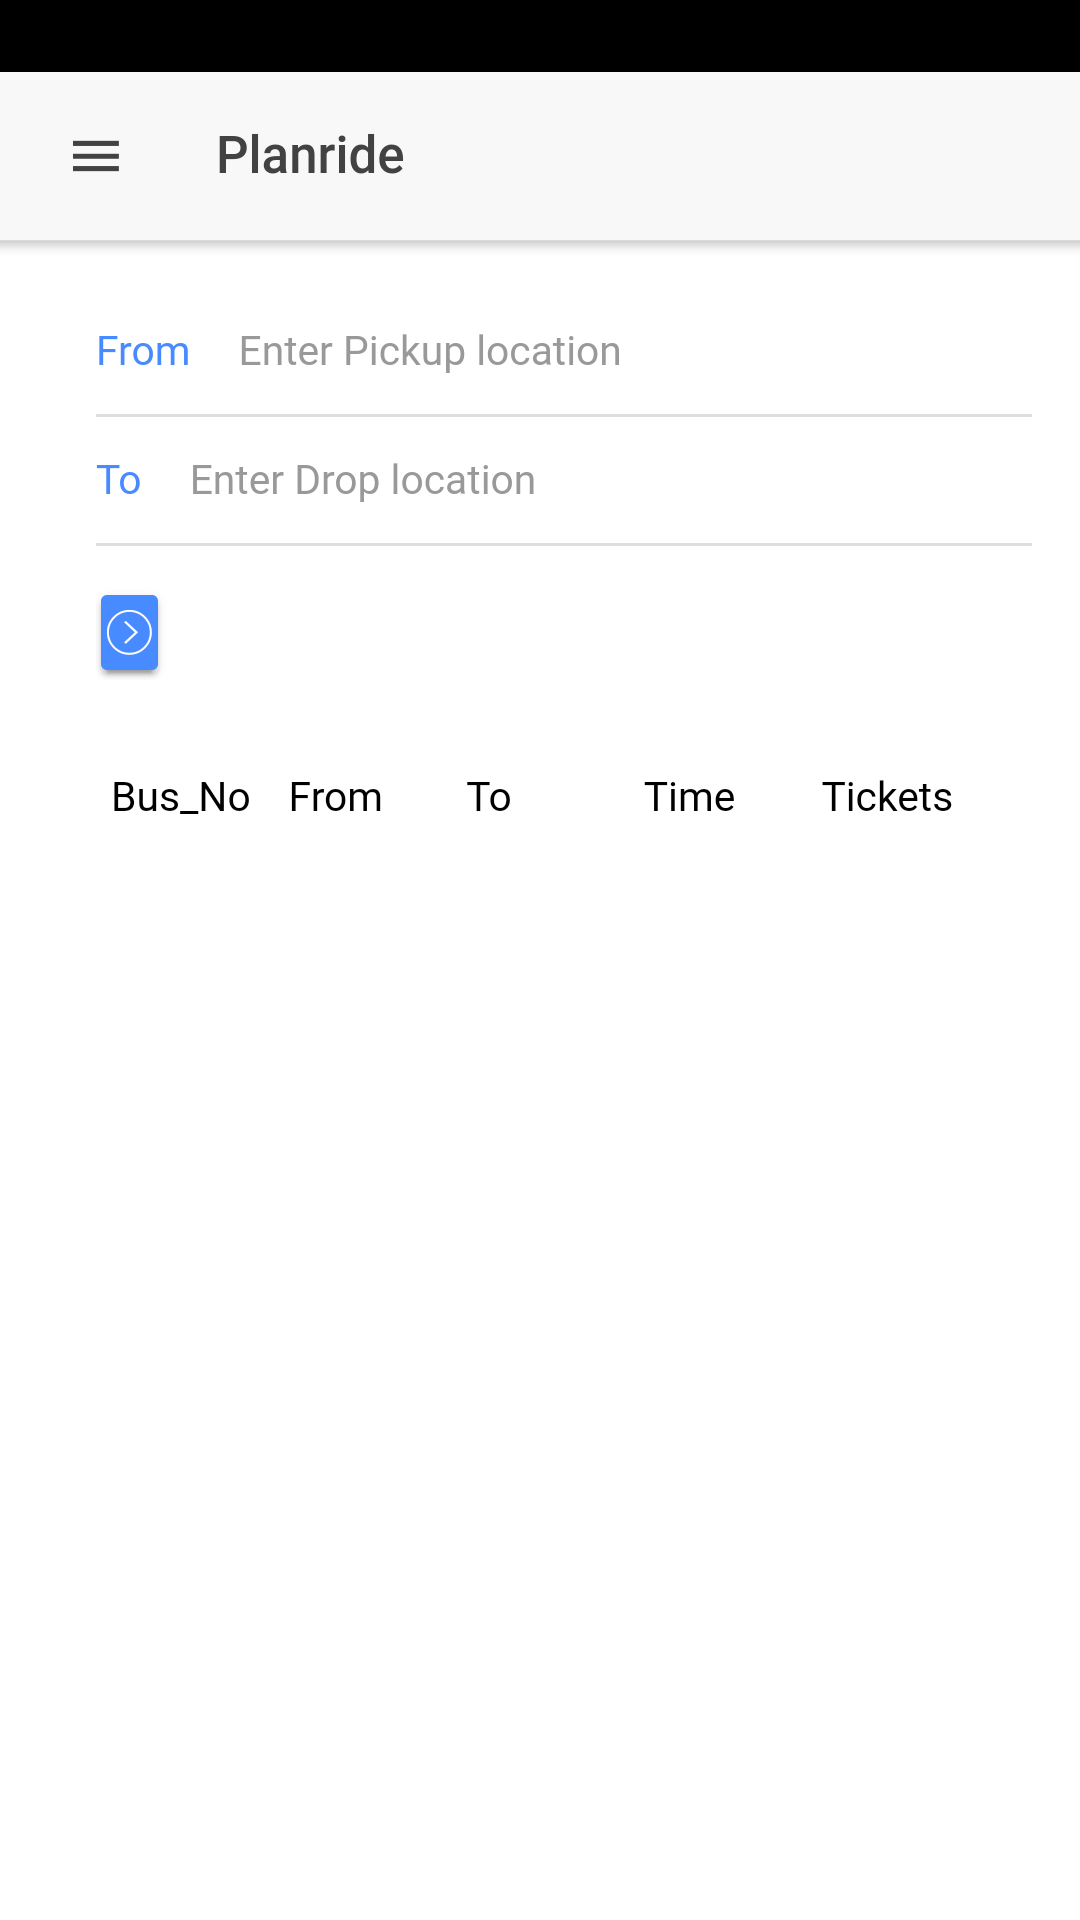 Planride
From Enter Pickup location
To Enter Drop location
Bus_No From To Time Tickets